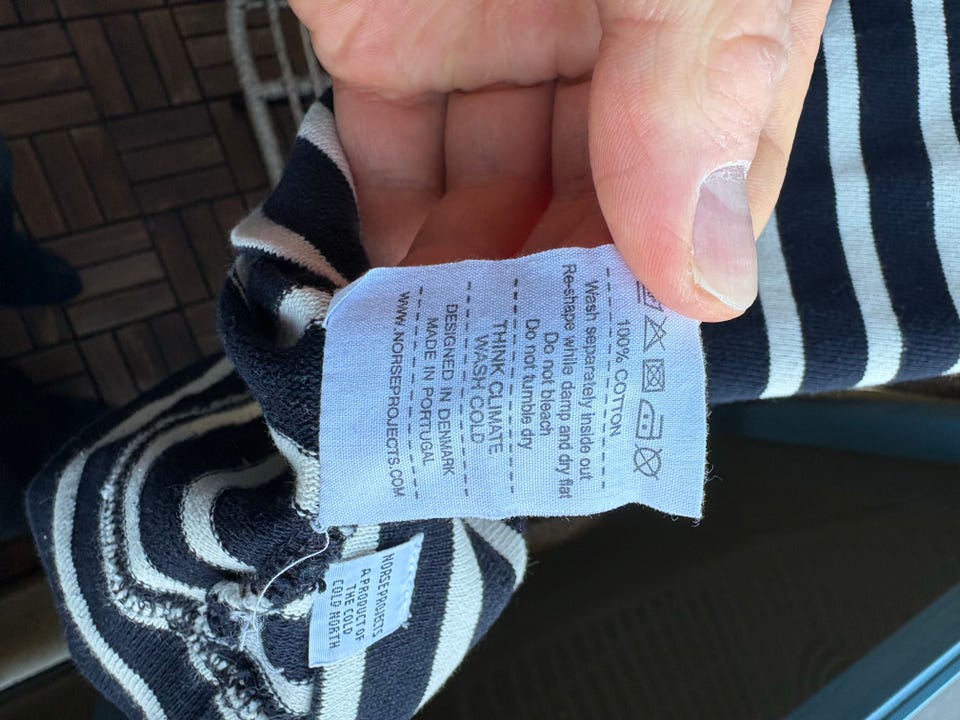 100% COTTON
Wash separately inside out
Re-shape while damp and dry flat
Do not bleach
Do not tumble dry
THINK CLIMATE
WASH COLD
DESIGNED IN DENMARK
MADE IN PORTUGAL
WWW.NORSEPROJECTS.COM
NORSEPROJECTS
A PRODUCT OF
THE COLD
COLD NORTH